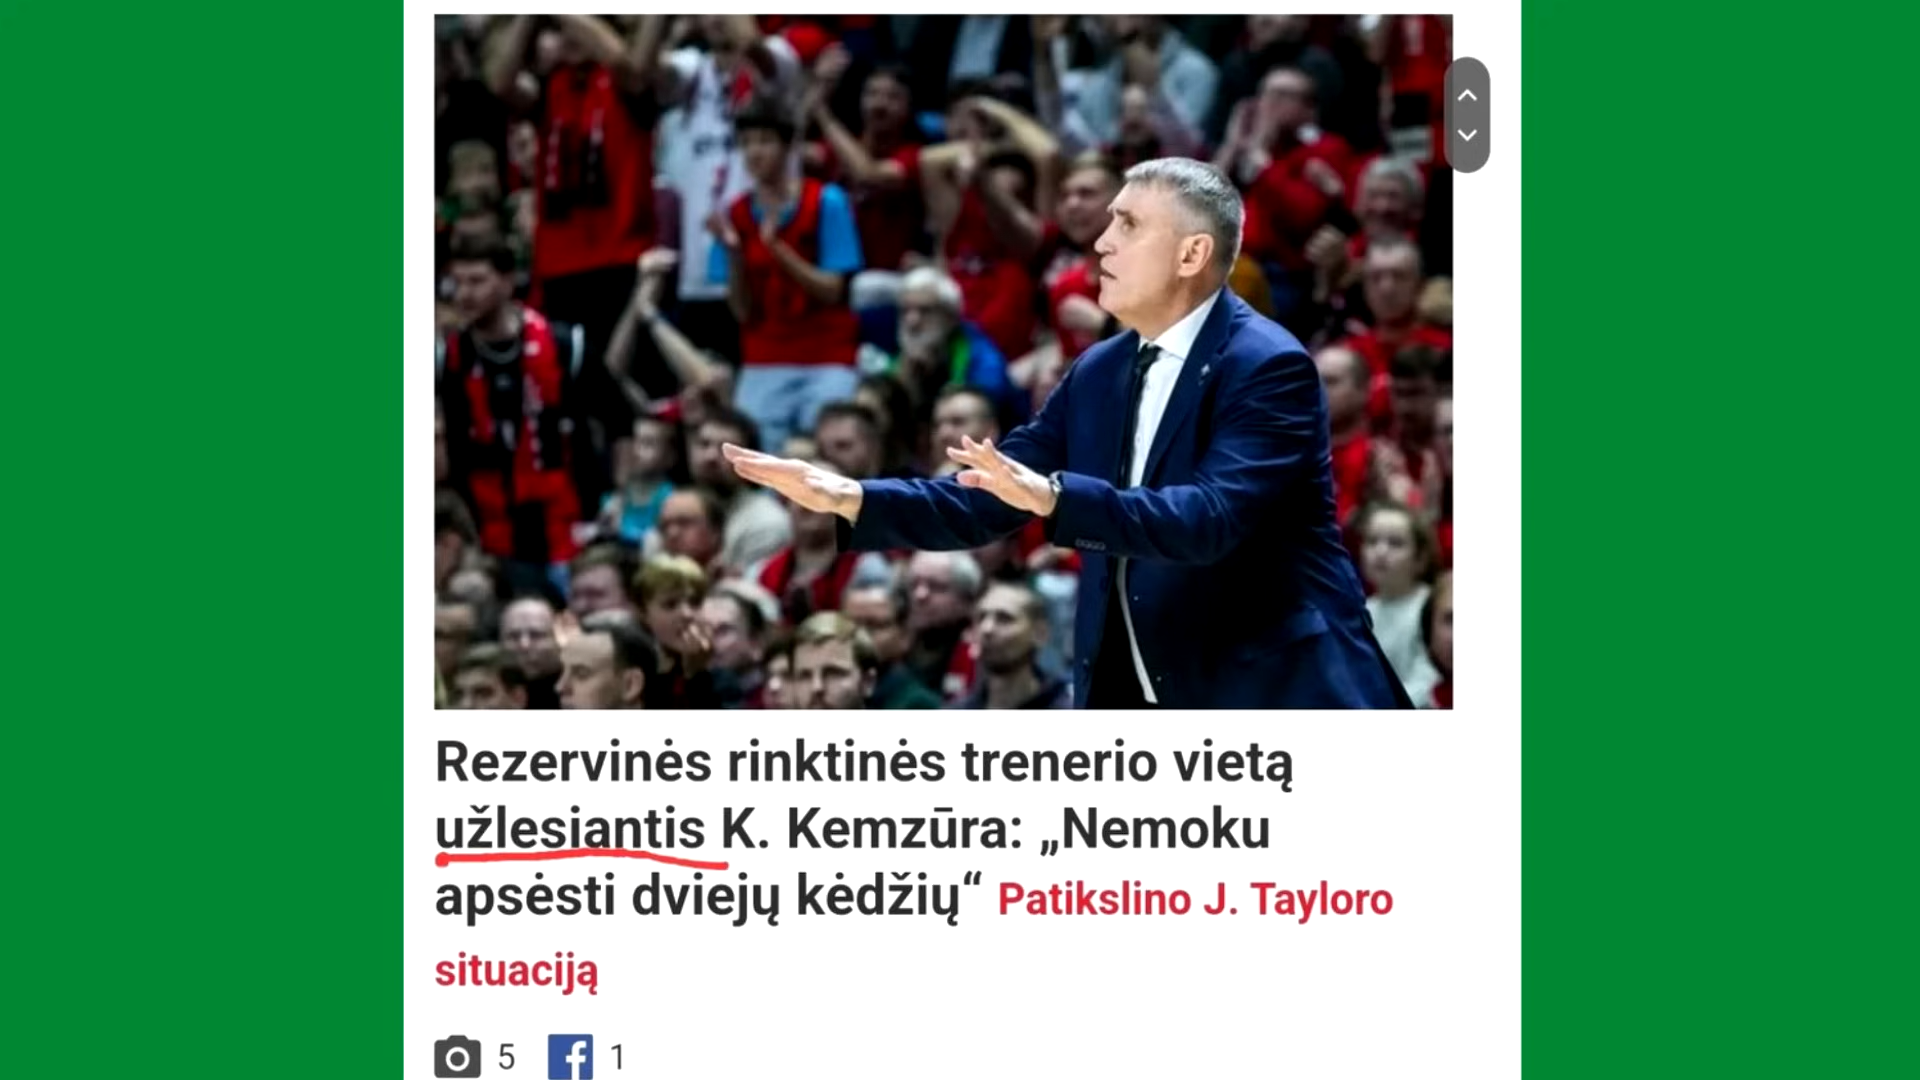 Rezervinės rinktinės trenerio vietą
užlesiantis K. Kemzūra: „Nemoku
apsėsti dviejų kėdžių“ Patikslino J. Tayloro
situaciją
5 1